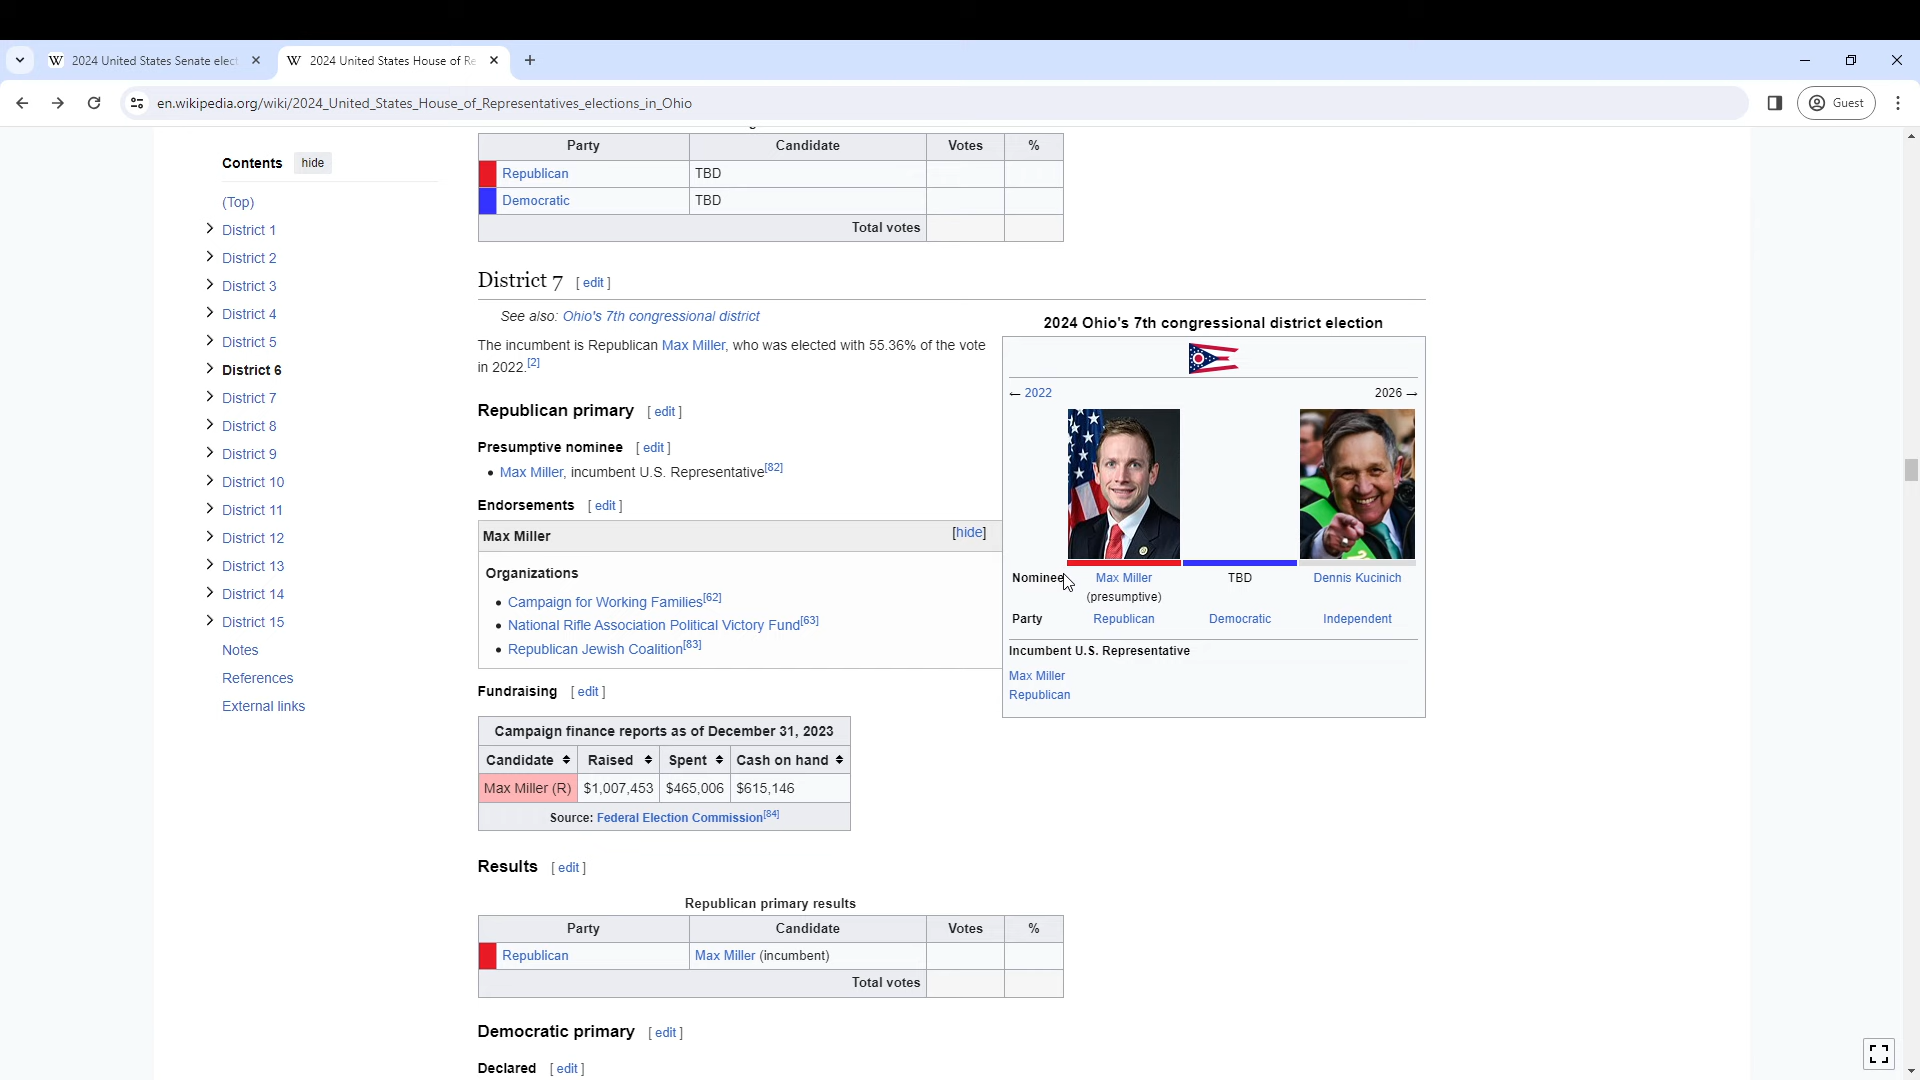 2024 United States Senate elect
2024 United States House of Re
en.wikipedia.org/wiki/2024_United_States_House_of_Representatives_elections_in_Ohio
Guest
Contents hide
(Top)
District 1
District 2
District 3
District 4
District 5
District 6
District 7
District 8
District 9
District 10
District 11
District 12
District 13
District 14
District 15
Notes
References
External links
Party Candidate Votes %
Republican TBD
Democratic TBD
Total votes
District 7 [ edit ]
See also: Ohio's 7th congressional district
The incumbent is Republican Max Miller, who was elected with 55.36% of the vote
in 2022.[2]
Republican primary [ edit ]
Presumptive nominee [ edit ]
• Max Miller, incumbent U.S. Representative[82]
Endorsements [ edit ]
Max Miller [hide]
Organizations
• Campaign for Working Families[62]
• National Rifle Association Political Victory Fund[63]
• Republican Jewish Coalition[83]
Fundraising [ edit ]
Campaign finance reports as of December 31, 2023
Candidate Raised Spent Cash on hand
Max Miller (R) $1,007,453 $465,006 $615,146
Source: Federal Election Commission[84]
Results [ edit ]
Republican primary results
Party Candidate Votes %
Republican Max Miller (incumbent)
Total votes
Democratic primary [ edit ]
Declared [ edit ]
2024 Ohio's 7th congressional district election
← 2022 2026 →
Nominee Max Miller TBD Dennis Kucinich
(presumptive)
Party Republican Democratic Independent
Incumbent U.S. Representative
Max Miller
Republican